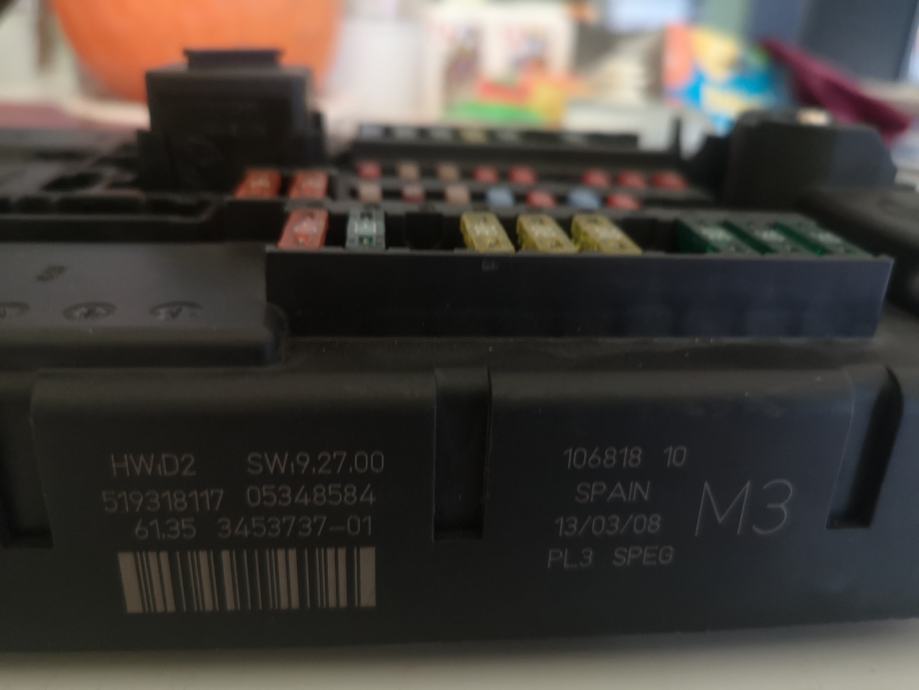 HW:D2 SW:9.27.00
519318117 05348584
61.35 3453737-01
106818 10
SPAIN
13/03/08
PL3 SPEG
M3